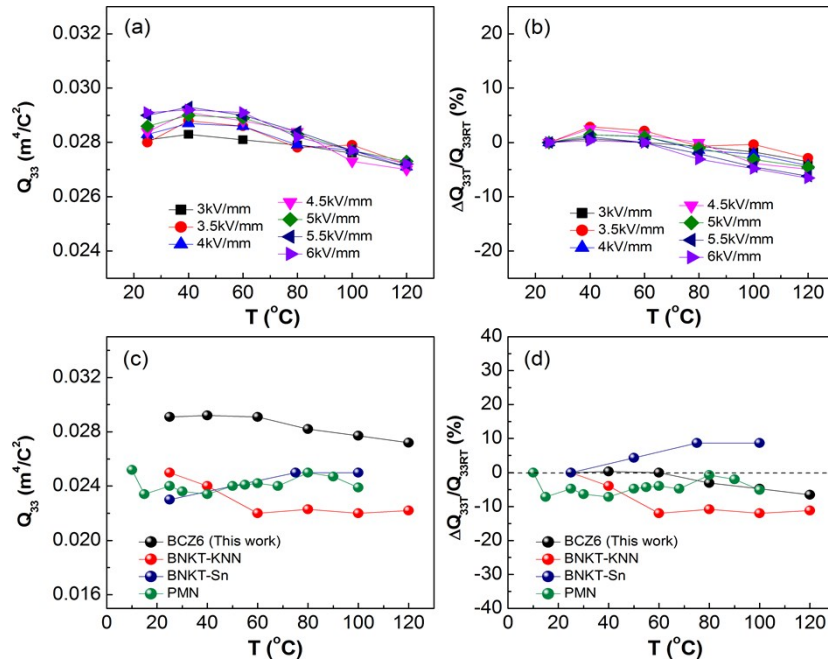 (a)
0.032
0.030
0.028
0.026
0.024
Q33 (m4/C2)
3kV/mm
3.5kV/mm
4kV/mm
4.5kV/mm
5kV/mm
5.5kV/mm
6kV/mm
20 40 60 80 100 120
T (oC)
(b)
20
10
0
-10
-20
ΔQ33T/Q33RT (%)
3kV/mm
3.5kV/mm
4kV/mm
4.5kV/mm
5kV/mm
5.5kV/mm
6kV/mm
20 40 60 80 100 120
T (oC)
(c)
0.032
0.028
0.024
0.020
0.016
Q33 (m4/C2)
BCZ6 (This work)
BNKT-KNN
BNKT-Sn
PMN
0 20 40 60 80 100 120
T (oC)
(d)
40
30
20
10
0
-10
-20
-30
-40
ΔQ33T/Q33RT (%)
BCZ6 (This work)
BNKT-KNN
BNKT-Sn
PMN
0 20 40 60 80 100 120
T (oC)